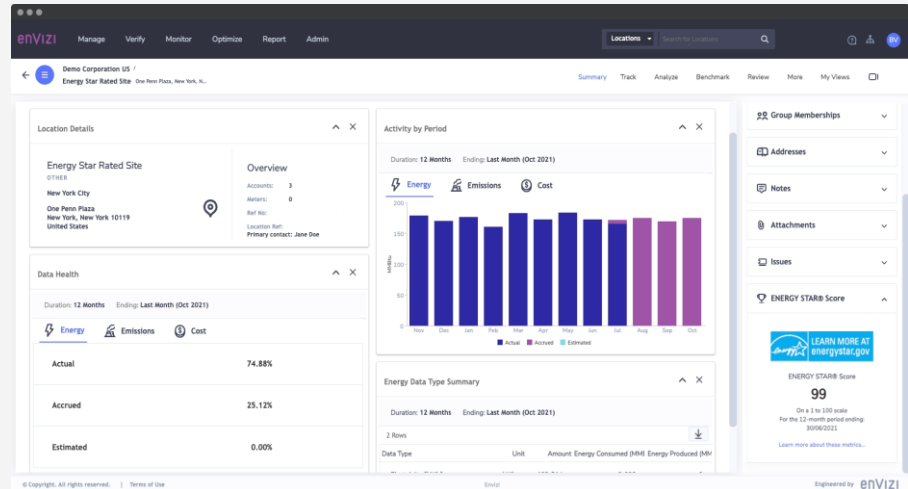 enVIZI Manage Verify Monitor Optimize Report Admin Locations Search for Locations BV
Demo Corporation US /
Energy Star Rated Site One Penn Plaza, New York, N...
Summary Track Analyze Benchmark Review More My Views
Location Details
Energy Star Rated Site
OTHER
New York City
One Penn Plaza
New York, New York 10119
United States
Overview
Accounts: 3
Meters: 0
Ref No:
Location Ref:
Primary contact: Jane Doe
Data Health
Duration: 12 Months Ending: Last Month (Oct 2021)
Energy Emissions Cost
Actual 74.88%
Accrued 25.12%
Estimated 0.00%
Activity by Period
Duration: 12 Months Ending: Last Month (Oct 2021)
Energy Emissions Cost
MMBtu
200
150
100
50
0
Nov Dec Jan Feb Mar Apr May Jun Jul Aug Sep Oct
Actual Accrued Estimated
Energy Data Type Summary
Duration: 12 Months Ending: Last Month (Oct 2021)
2 Rows
Data Type Unit Amount Energy Consumed (MMI Energy Produced (MM
Group Memberships
Addresses
Notes
Attachments
Issues
ENERGY STAR® Score
energy
LEARN MORE AT
energystar.gov
ENERGY STAR® Score
99
On a 1 to 100 scale
For the 12-month period ending:
30/06/2021
Learn more about these metrics...
© Copyright. All rights reserved. | Terms of Use
Envizi
Engineered by enVIZI